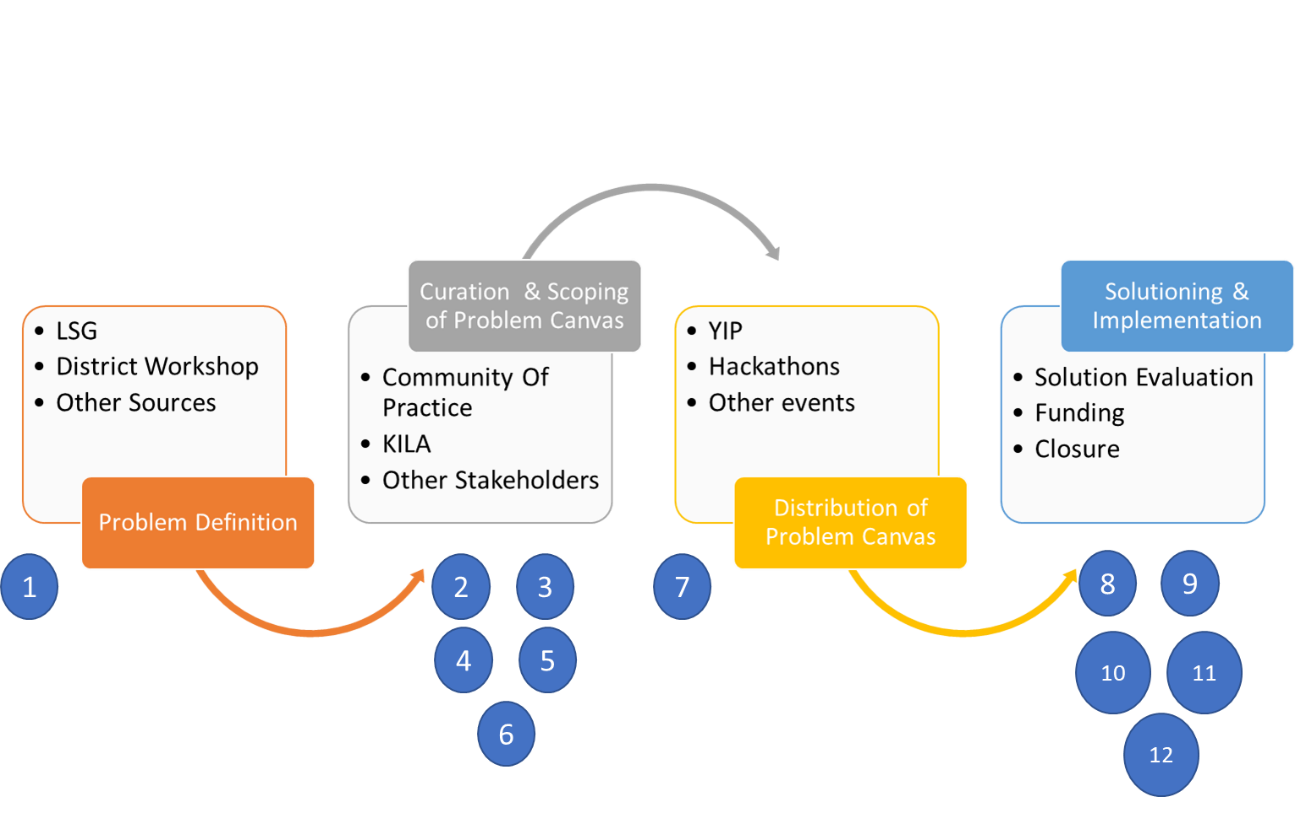 • LSG
• District Workshop
• Other Sources
Problem Definition
1
Curation & Scoping
of Problem Canvas
• Community Of
Practice
• KILA
• Other Stakeholders
2 3
4 5
6
• YIP
• Hackathons
• Other events
Distribution of
Problem Canvas
7
Solutioning &
Implementation
• Solution Evaluation
• Funding
• Closure
8 9
10 11
12